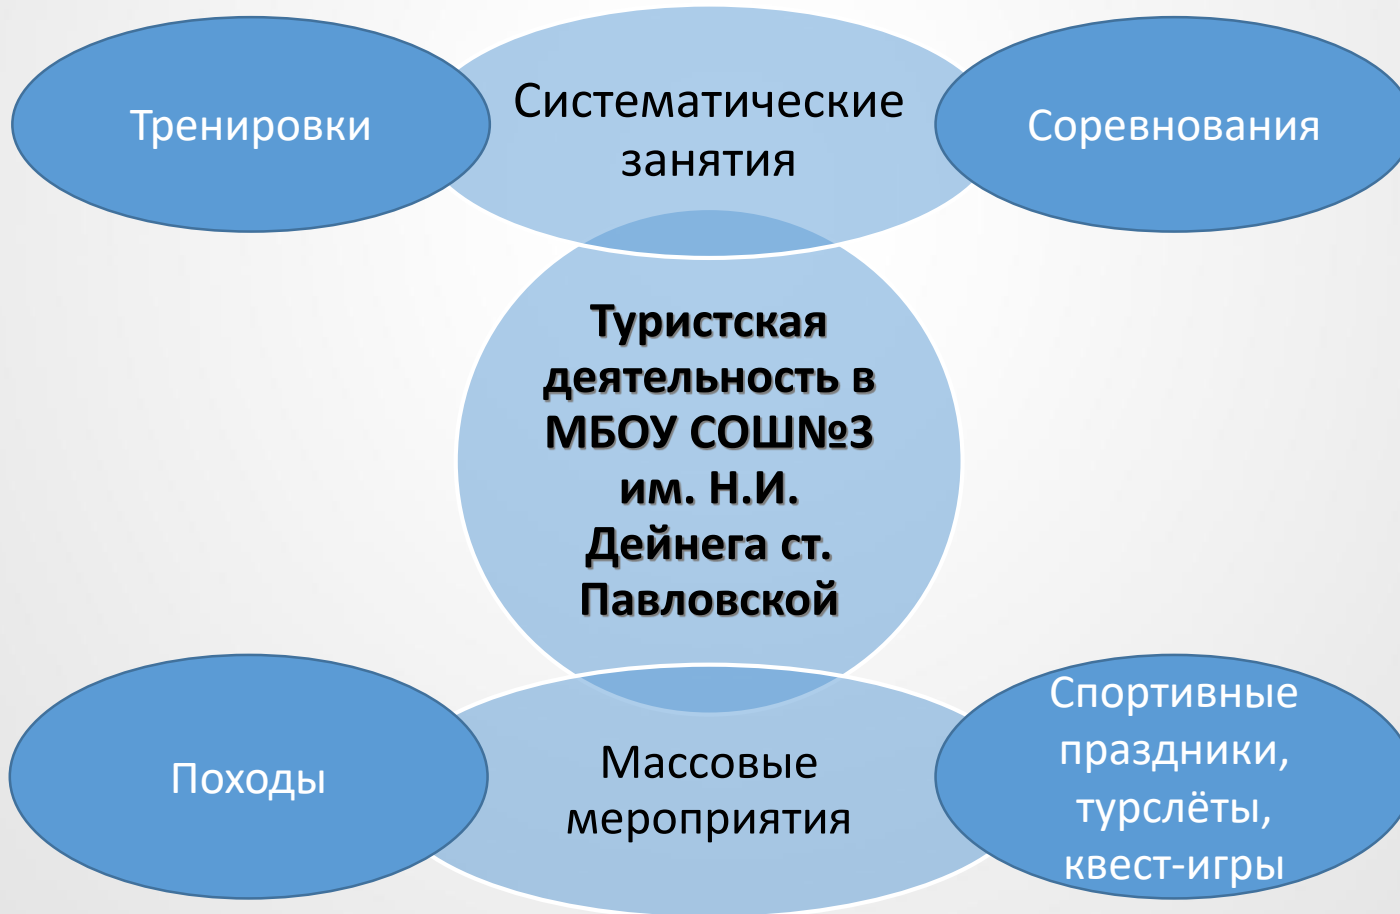 Тренировки
Систематические
занятия
Соревнования
Туристская
деятельность в
МБОУ СОШ№3
им. Н.И.
Дейнега ст.
Павловской
Походы
Массовые
мероприятия
Спортивные
праздники,
турслёты,
квест-игры